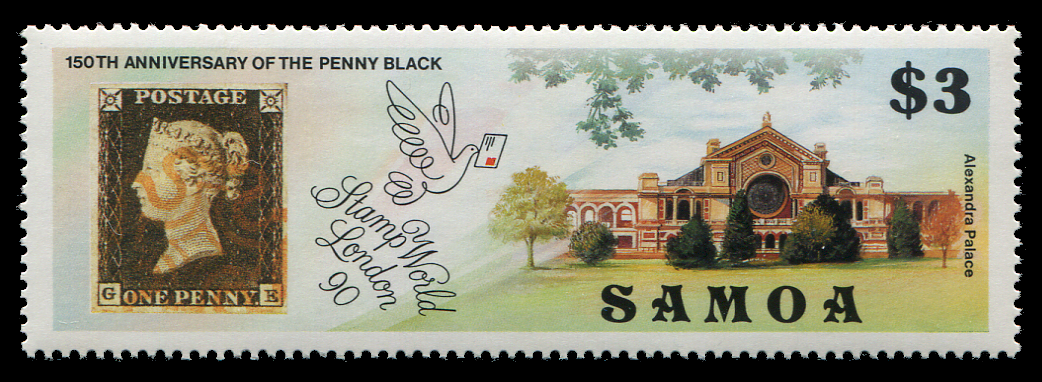 150TH ANNIVERSARY OF THE PENNY BLACK
POSTAGE
G E
ONE PENNY
Stamp World
London
90
$3
Alexandra Palace
SAMOA